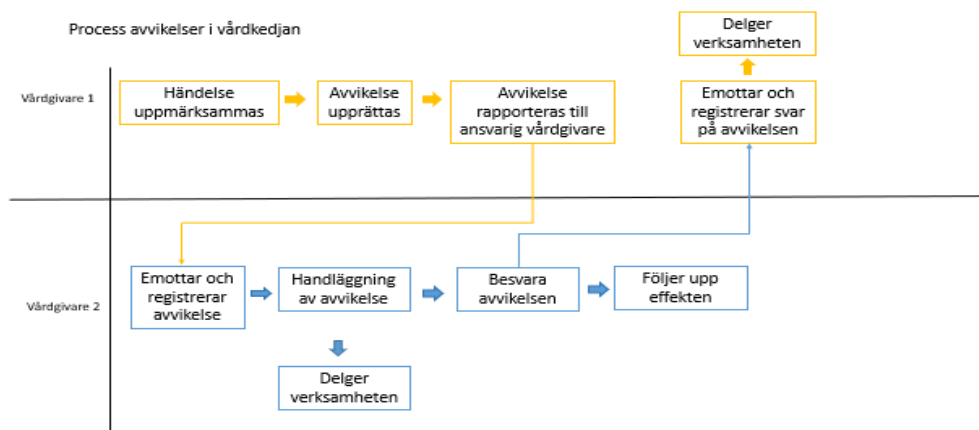 Process avvikelser i vårdkedjan
Delger
verksamheten
Vårdgivare 1
Händelse
uppmärksammas
Avvikelse
upprättas
Avvikelse
rapporteras till
ansvarig vårdgivare
Emottar och
registrerar svar
på avvikelsen
Vårdgivare 2
Emottar och
registrerar
avvikelse
Handläggning
av avvikelse
Besvara
avvikelsen
Följer upp
effekten
Delger
verksamheten